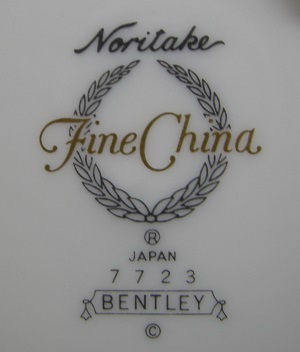 Noritake
Fine China
®
JAPAN
7723
BENTLEY
©